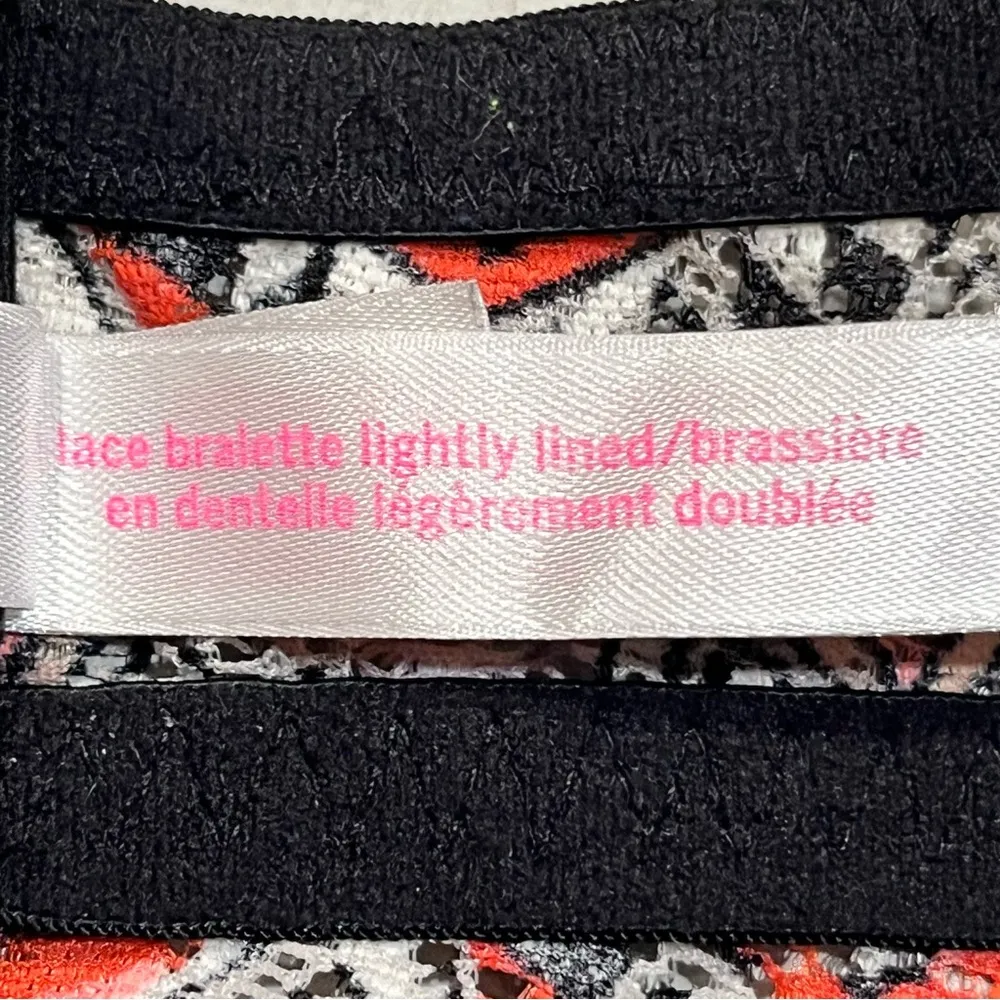 lace bralette lightly lined/brassière
en dentelle légèrement doublée